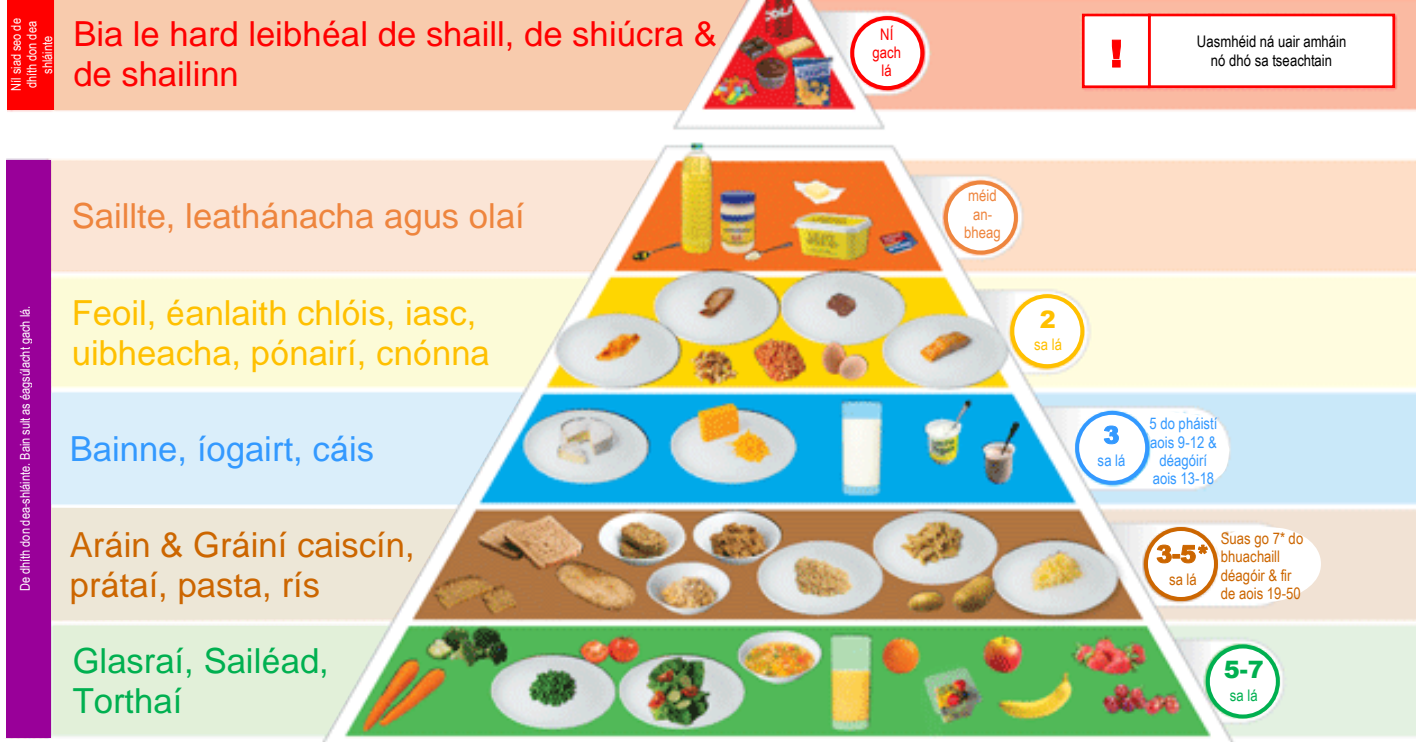 Níl siad seo de
dhíth don dea
shláinte
Bia le hard leibhéal de shaill, de shiúcra &
de shailinn
COLA
NÍ
gach
lá
!
Uasmhéid ná uair amháin
nó dhó sa tseachtain
De dhíth don dea-shláinte. Bain sult as éagsúlacht gach lá.
Saillte, leathánacha agus olaí
méid
an-
bheag
Feoil, éanlaith chlóis, iasc,
uibheacha, pónairí, cnónna
2
sa lá
Bainne, íogairt, cáis
3
sa lá
5 do pháistí
aois 9-12 &
déagóirí
aois 13-18
Aráin & Gráiní caiscín,
prátaí, pasta, rís
3-5*
sa lá
Suas go 7* do
bhuachaill
déagóir & fir
de aois 19-50
Glasraí, Sailéad,
Torthaí
5-7
sa lá